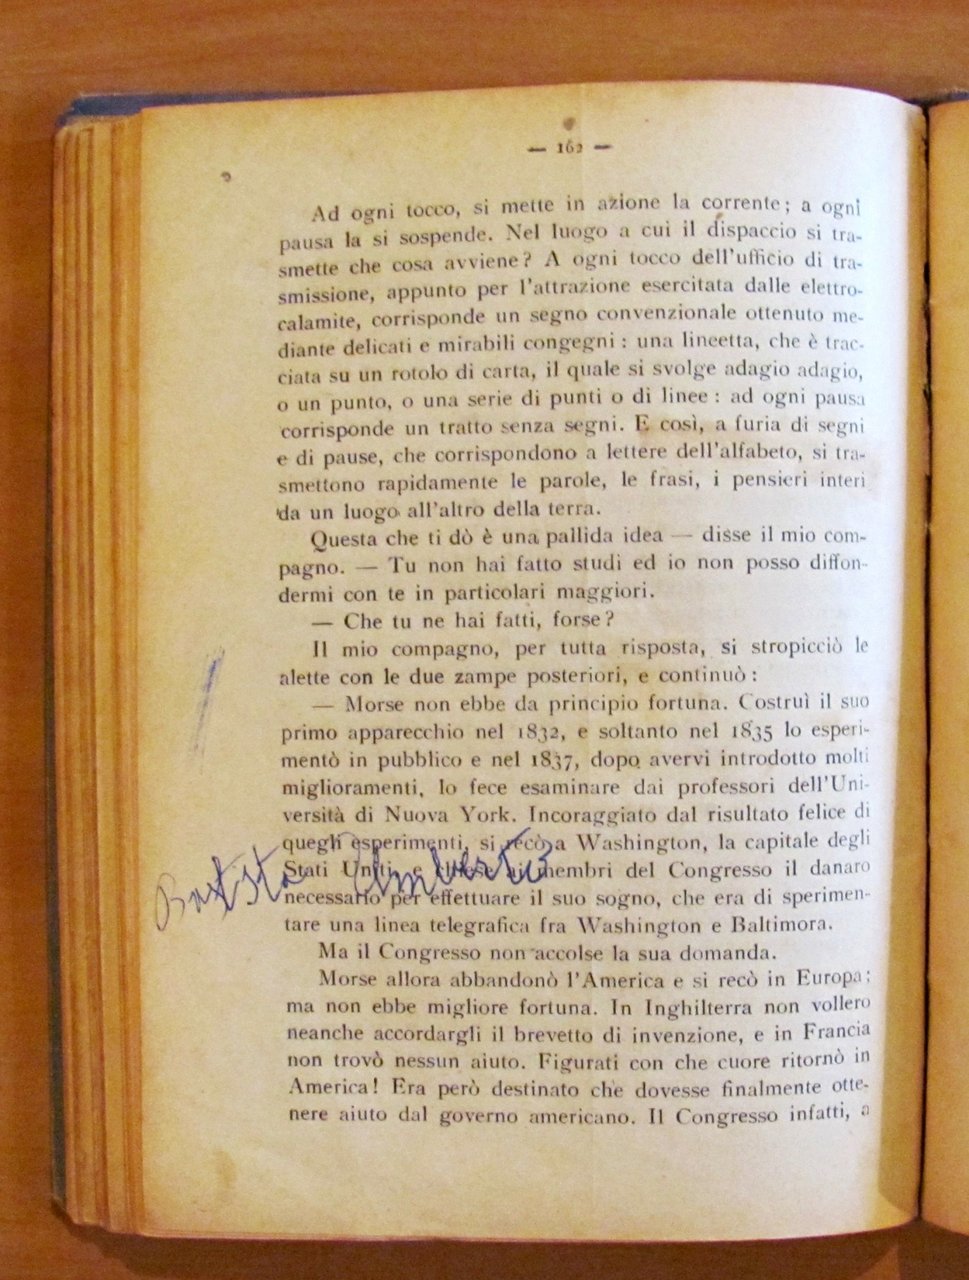 — 162 —
Ad ogni tocco, si mette in azione la corrente; a ogni
pausa la si sospende. Nel luogo a cui il dispaccio si tra-
smette che cosa avviene? A ogni tocco dell'ufficio di tra-
smissione, appunto per l'attrazione esercitata dalle elettro-
calamite, corrisponde un segno convenzionale ottenuto me-
diante delicati e mirabili congegni: una lineetta, che è trac-
ciata su un rotolo di carta, il quale si svolge adagio adagio,
o un punto, o una serie di punti o di linee: ad ogni pausa
corrisponde un tratto senza segni. E così, a furia di segni
e di pause, che corrispondono a lettere dell'alfabeto, si tra-
smettono rapidamente le parole, le frasi, i pensieri interi
da un luogo all'altro della terra.
Questa che ti dò è una pallida idea — disse il mio com-
pagno. — Tu non hai fatto studi ed io non posso diffon-
dermi con te in particolari maggiori.
— Che tu ne hai fatti, forse?
Il mio compagno, per tutta risposta, si stropicciò le
alette con le due zampe posteriori, e continuò:
— Morse non ebbe da principio fortuna. Costruì il suo
primo apparecchio nel 1832, e soltanto nel 1835 lo esperi-
mentò in pubblico e nel 1837, dopo avervi introdotto molti
miglioramenti, lo fece esaminare dai professori dell'Uni-
versità di Nuova York. Incoraggiato dal risultato felice di
quegli esperimenti, si recò a Washington, la capitale degli
Stati Uniti, e ai membri del Congresso il danaro
necessario per effettuare il suo sogno, che era di sperimen-
tare una linea telegrafica fra Washington e Baltimora.
Ma il Congresso non accolse la sua domanda.
Morse allora abbandonò l'America e si recò in Europa;
ma non ebbe migliore fortuna. In Inghilterra non vollero
neanche accordargli il brevetto di invenzione, e in Francia
non trovò nessun aiuto. Figurati con che cuore ritornò in
America! Era però destinato che dovesse finalmente otte-
nere aiuto dal governo americano. Il Congresso infatti, a